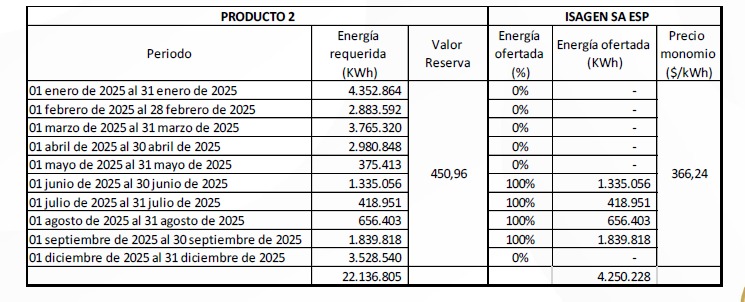 PRODUCTO 2 ISAGEN SA ESP
Periodo Energía requerida (KWh) Valor Reserva Energía ofertada (%) Energía ofertada (KWh) Precio monomio ($/kWh)
01 enero de 2025 al 31 enero de 2025 4.352.864 0% -
01 febrero de 2025 al 28 febrero de 2025 2.883.592 0% -
01 marzo de 2025 al 31 marzo de 2025 3.765.320 0% -
01 abril de 2025 al 30 abril de 2025 2.980.848 0% -
01 mayo de 2025 al 31 mayo de 2025 375.413 0% -
450,96 366,24
01 junio de 2025 al 30 junio de 2025 1.335.056 100% 1.335.056
01 julio de 2025 al 31 julio de 2025 418.951 100% 418.951
01 agosto de 2025 al 31 agosto de 2025 656.403 100% 656.403
01 septiembre de 2025 al 30 septiembre de 2025 1.839.818 100% 1.839.818
01 diciembre de 2025 al 31 diciembre de 2025 3.528.540 0% -
22.136.805 4.250.228